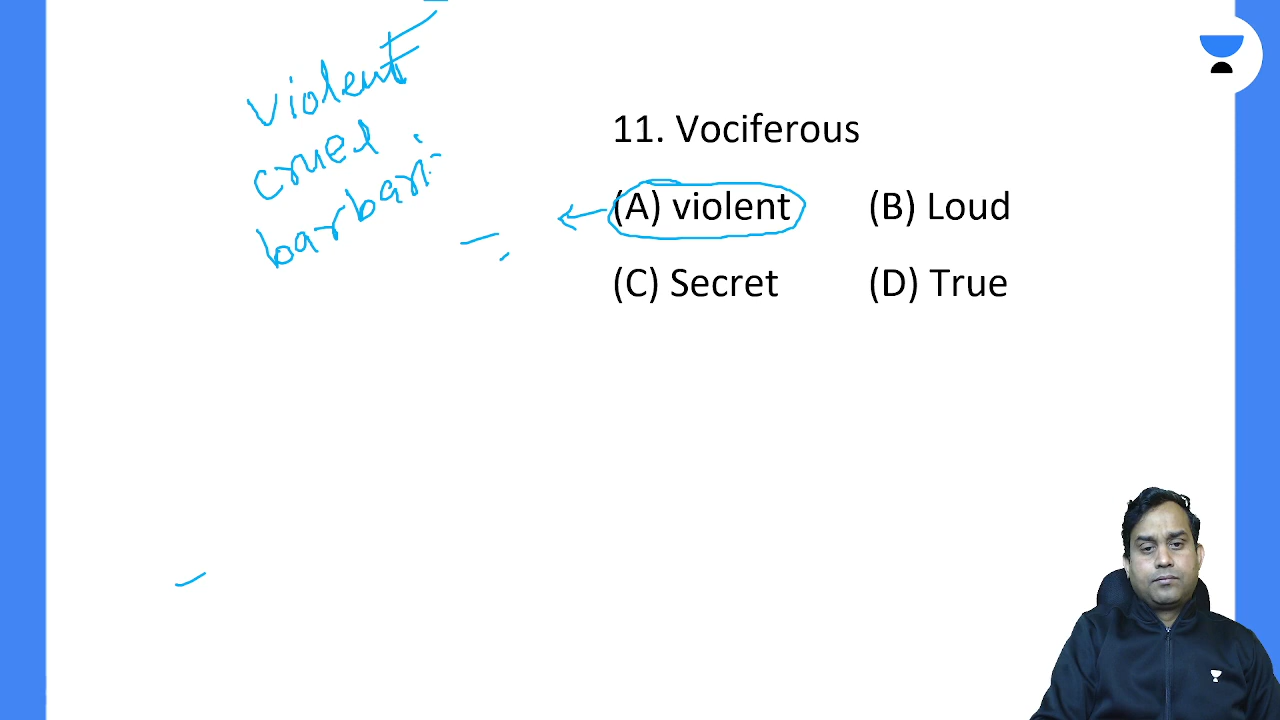 violent
cruel
barbari
11. Vociferous
(A) violent (B) Loud
(C) Secret (D) True